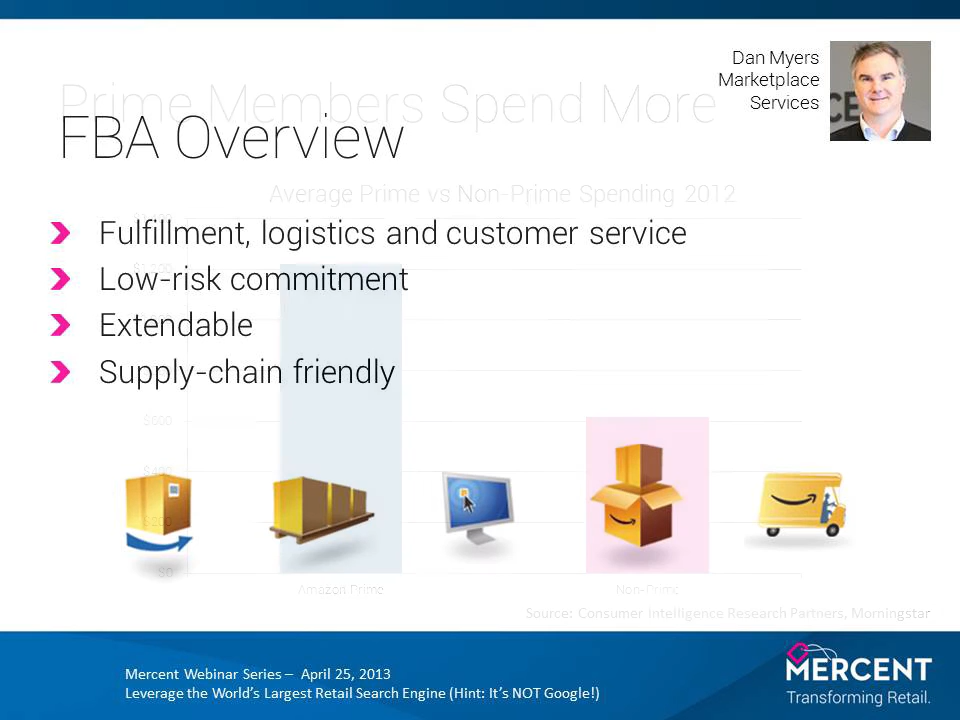 Dan Myers
Marketplace
Services
Prime Members Spend More
FBA Overview
Average Prime vs Non-Prime Spending 2012
Fulfillment, logistics and customer service
Low-risk commitment
Extendable
Supply-chain friendly
$600
$400
$200
$0
Amazon Prime
Non-Prime
Source: Consumer Intelligence Research Partners, Morningstar
Mercent Webinar Series – April 25, 2013
Leverage the World's Largest Retail Search Engine (Hint: It's NOT Google!)
MERCENT
Transforming Retail.